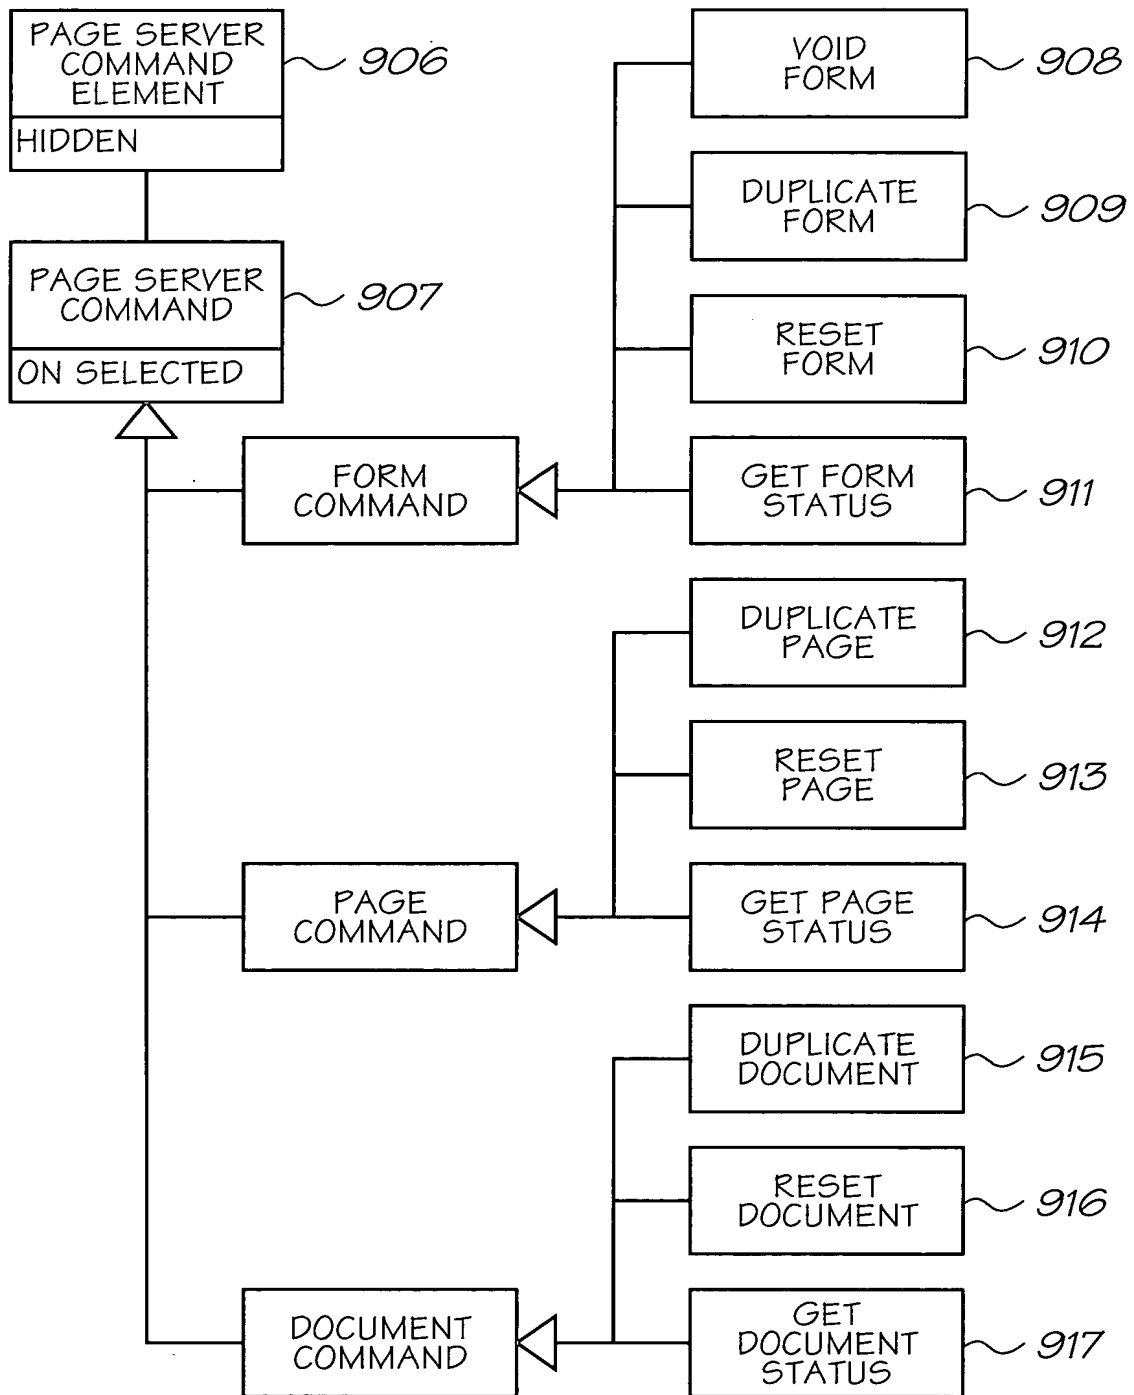 PAGE SERVER
COMMAND
ELEMENT
906
HIDDEN
PAGE SERVER
COMMAND
907
ON SELECTED
FORM
COMMAND
VOID
FORM
908
DUPLICATE
FORM
909
RESET
FORM
910
GET FORM
STATUS
911
PAGE
COMMAND
DUPLICATE
PAGE
912
RESET
PAGE
913
GET PAGE
STATUS
914
DOCUMENT
COMMAND
DUPLICATE
DOCUMENT
915
RESET
DOCUMENT
916
GET
DOCUMENT
STATUS
917